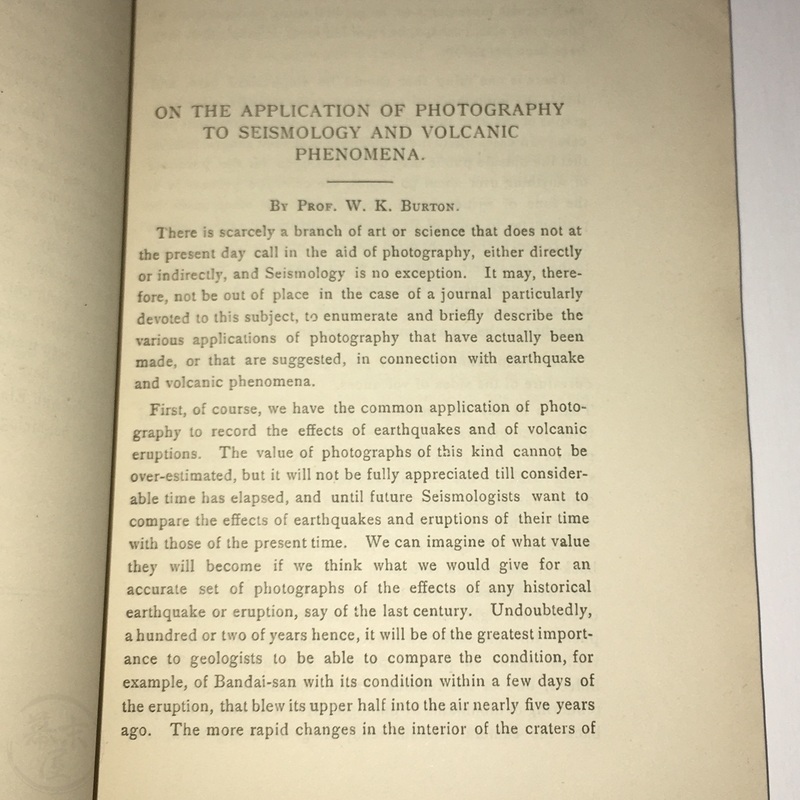 ON THE APPLICATION OF PHOTOGRAPHY
TO SEISMOLOGY AND VOLCANIC
PHENOMENA.
By Prof. W. K. Burton.
There is scarcely a branch of art or science that does not at
the present day call in the aid of photography, either directly
or indirectly, and Seismology is no exception. It may, there-
fore, not be out of place in the case of a journal particularly
devoted to this subject, to enumerate and briefly describe the
various applications of photography that have actually been
made, or that are suggested, in connection with earthquake
and volcanic phenomena.
First, of course, we have the common application of photo-
graphy to record the effects of earthquakes and of volcanic
eruptions. The value of photographs of this kind cannot be
over-estimated, but it will not be fully appreciated till consider-
able time has elapsed, and until future Seismologists want to
compare the effects of earthquakes and eruptions of their time
with those of the present time. We can imagine of what value
they will become if we think what we would give for an
accurate set of photographs of the effects of any historical
earthquake or eruption, say of the last century. Undoubtedly,
a hundred or two of years hence, it will be of the greatest import-
ance to geologists to be able to compare the condition, for
example, of Bandai-san with its condition within a few days of
the eruption, that blew its upper half into the air nearly five years
ago. The more rapid changes in the interior of the craters of